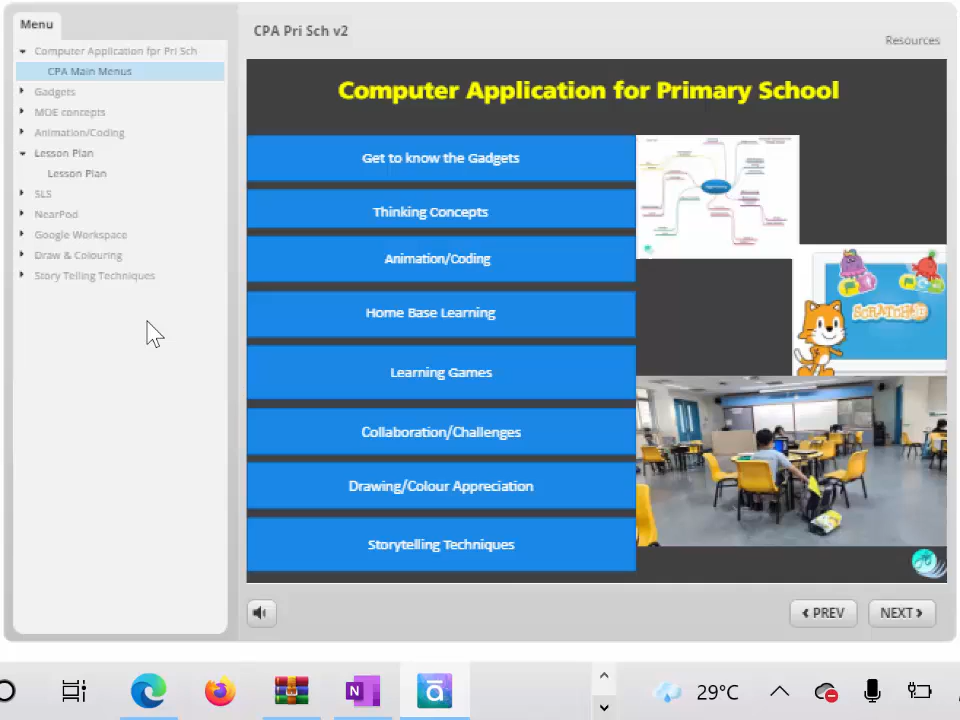 Menu
Computer Application for Pri Sch
CPA Main Menus
Gadgets
MOE concepts
Animation/Coding
Lesson Plan
Lesson Plan
SLS
NearPod
Google Workspace
Draw & Colouring
Story Telling Techniques
CPA Pri Sch v2
Resources
Computer Application for Primary School
Get to know the Gadgets
Thinking Concepts
Animation/Coding
Home Base Learning
Learning Games
Collaboration/Challenges
Drawing/Colour Appreciation
Storytelling Techniques
PREV
NEXT
29°C